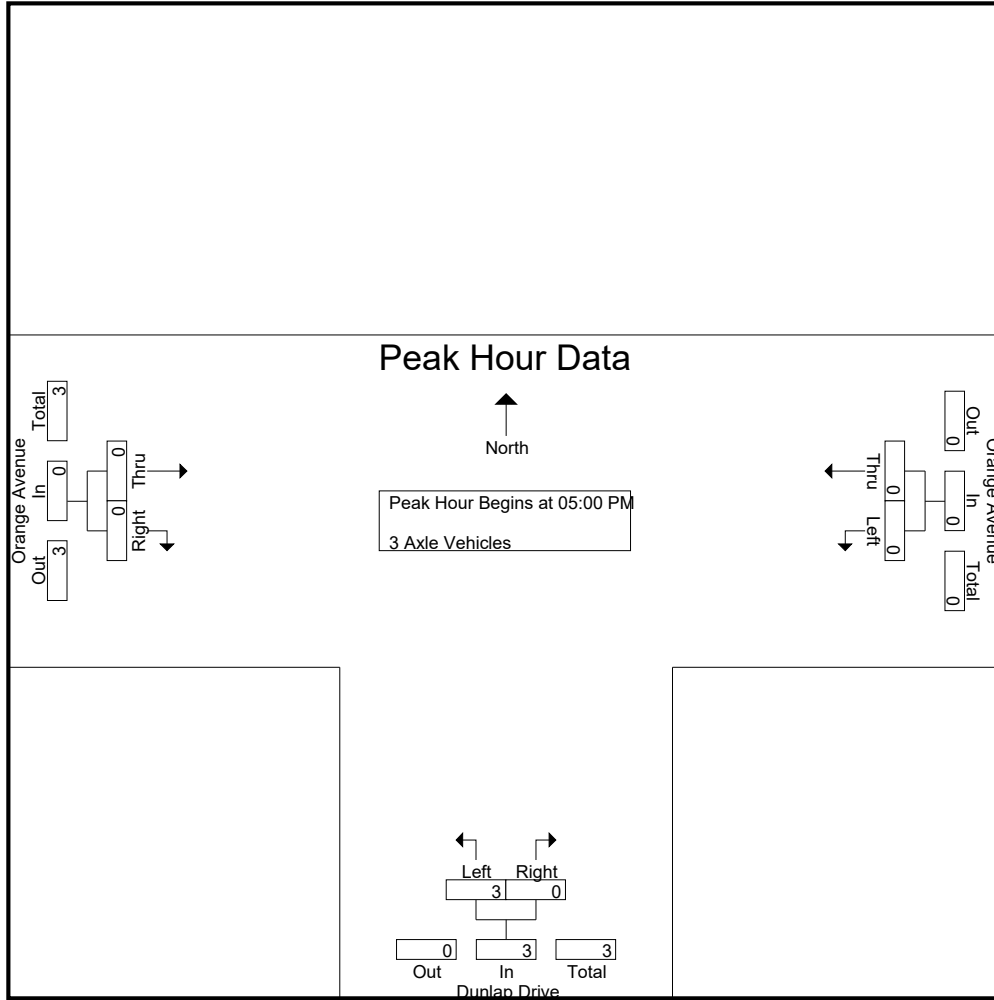 Peak Hour Data
North
Peak Hour Begins at 05:00 PM
3 Axle Vehicles
Orange Avenue
Out
In
Total
3
0
3
Right
Thru
0
0
Orange Avenue
Out
In
Total
0
0
0
Thru
Left
0
0
Left
Right
3
0
0
3
3
Out
In
Total
Dunlap Drive